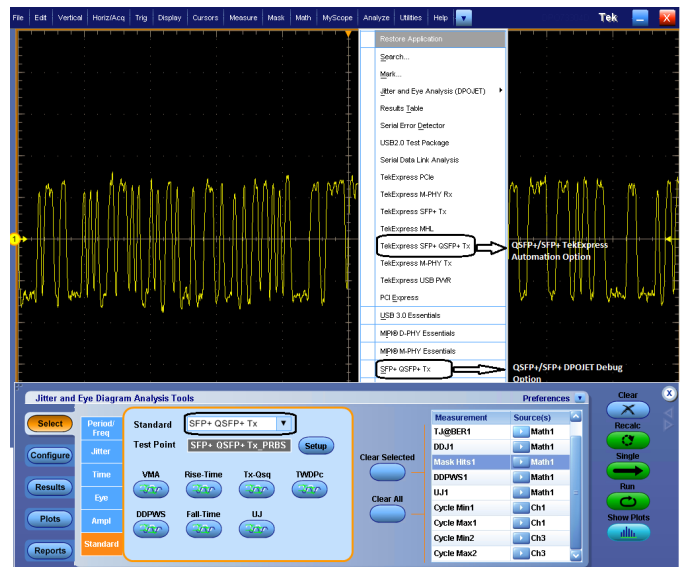 File Edit Vertical Horiz/Acq Trig Display Cursors Measure Mask Math MyScope Analyze Utilities Help Tek X
Restore Application
Search...
Mark...
Jitter and Eye Analysis (DPOJET)
Results Table
Serial Error Detector
USB2.0 Test Package
Serial Data Link Analysis
TekExpress PCIe
TekExpress M-PHY Rx
TekExpress SFP+ Tx
TekExpress MHL
TekExpress SFP+ QSFP+ Tx
QSFP+/SFP+ TekExpress
Automation Option
TekExpress M-PHY Tx
TekExpress USB PWR
PCI Express
USB 3.0 Essentials
MIPI® D-PHY Essentials
MIPI® M-PHY Essentials
SFP+ QSFP+ Tx
QSFP+/SFP+ DPOJET Debug
Option
1
Jitter and Eye Diagram Analysis Tools
Preferences
Clear
X
Select
Configure
Results
Plots
Reports
Period/
Freq
Jitter
Time
Eye
Ampl
Standard
Standard SFP+ QSFP+ Tx
Test Point SFP+ QSFP+ Tx_PRBS Setup
VMA Rise-Time Tx-Qsq TWDPc
DDPWS Fall-Time UJ
Clear Selected
Clear All
Measurement Source(s)
TJ@BER1 Math1
DDJ1 Math1
Mask Hits1 Math1
DDPWS1 Math1
UJ1 Math1
Cycle Min1 Ch1
Cycle Max1 Ch1
Cycle Min2 Ch3
Cycle Max2 Ch3
Recalc
Single
Run
Show Plots